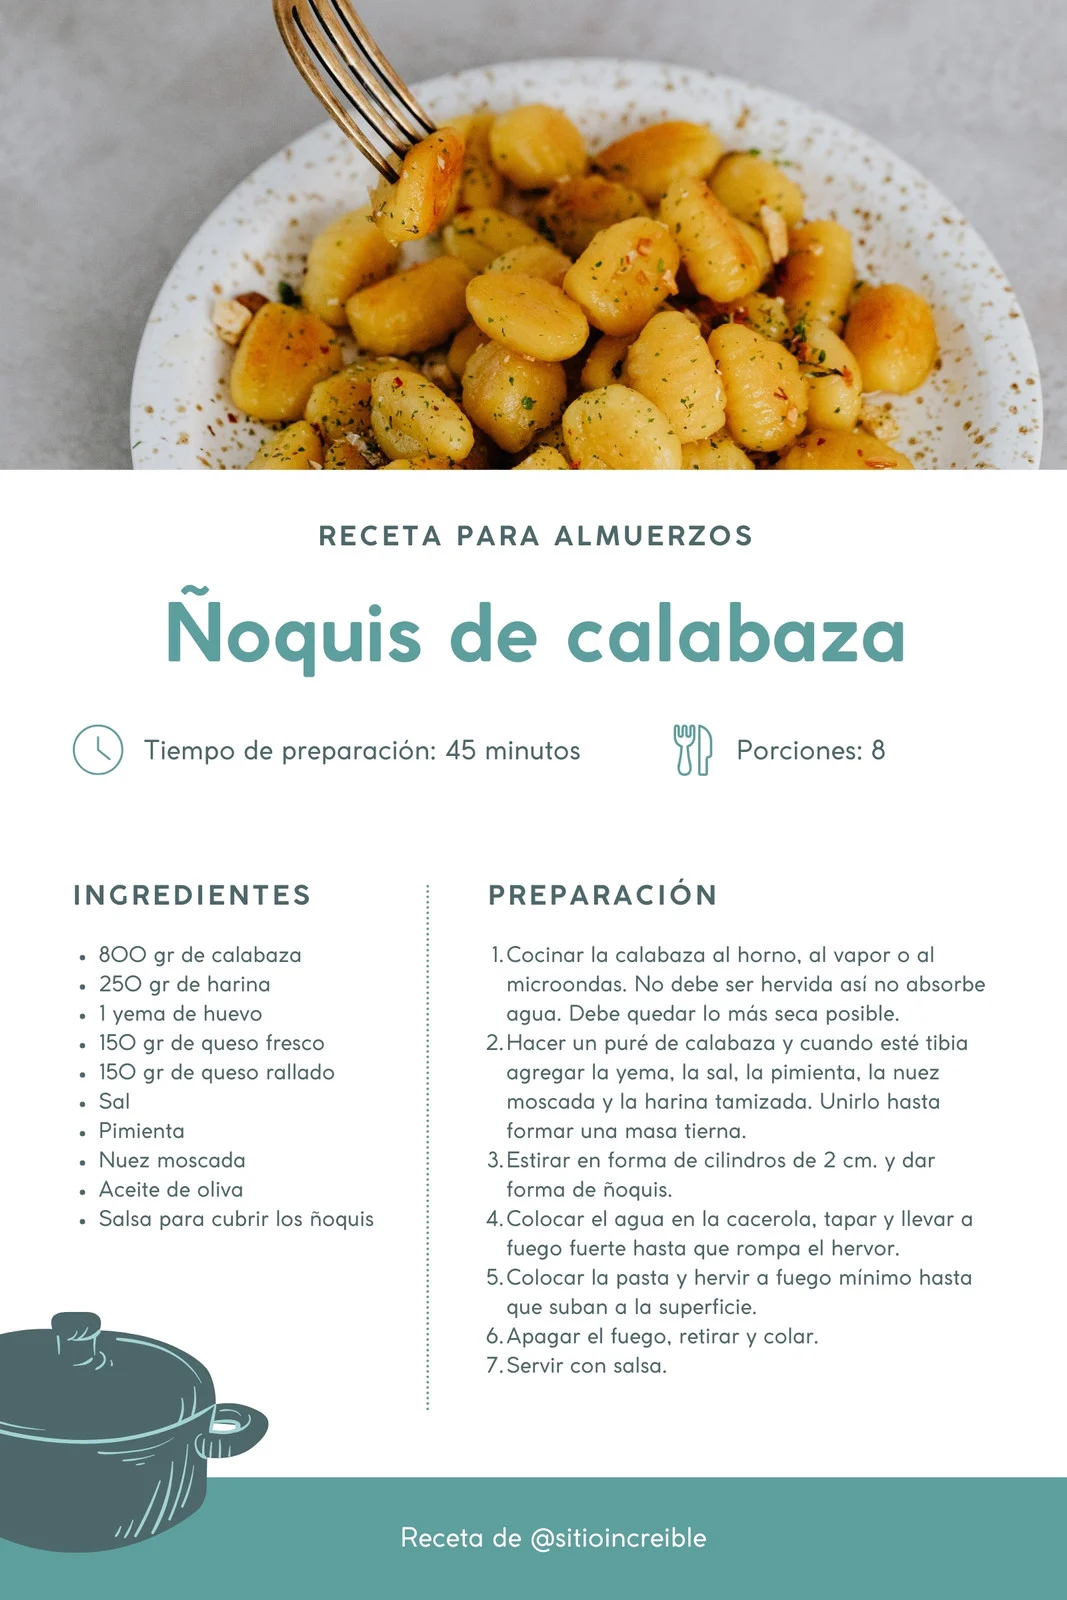 RECETA PARA ALMUERZOS
Ñoquis de calabaza
Tiempo de preparación: 45 minutos
Porciones: 8
INGREDIENTES
• 800 gr de calabaza
• 250 gr de harina
• 1 yema de huevo
• 150 gr de queso fresco
• 150 gr de queso rallado
• Sal
• Pimienta
• Nuez moscada
• Aceite de oliva
• Salsa para cubrir los ñoquis
PREPARACIÓN
1. Cocinar la calabaza al horno, al vapor o al
microondas. No debe ser hervida así no absorbe
agua. Debe quedar lo más seca posible.
2. Hacer un puré de calabaza y cuando esté tibia
agregar la yema, la sal, la pimienta, la nuez
moscada y la harina tamizada. Unirlo hasta
formar una masa tierna.
3. Estirar en forma de cilindros de 2 cm. y dar
forma de ñoquis.
4. Colocar el agua en la cacerola, tapar y llevar a
fuego fuerte hasta que rompa el hervor.
5. Colocar la pasta y hervir a fuego mínimo hasta
que suban a la superficie.
6. Apagar el fuego, retirar y colar.
7. Servir con salsa.
Receta de @sitioincreible